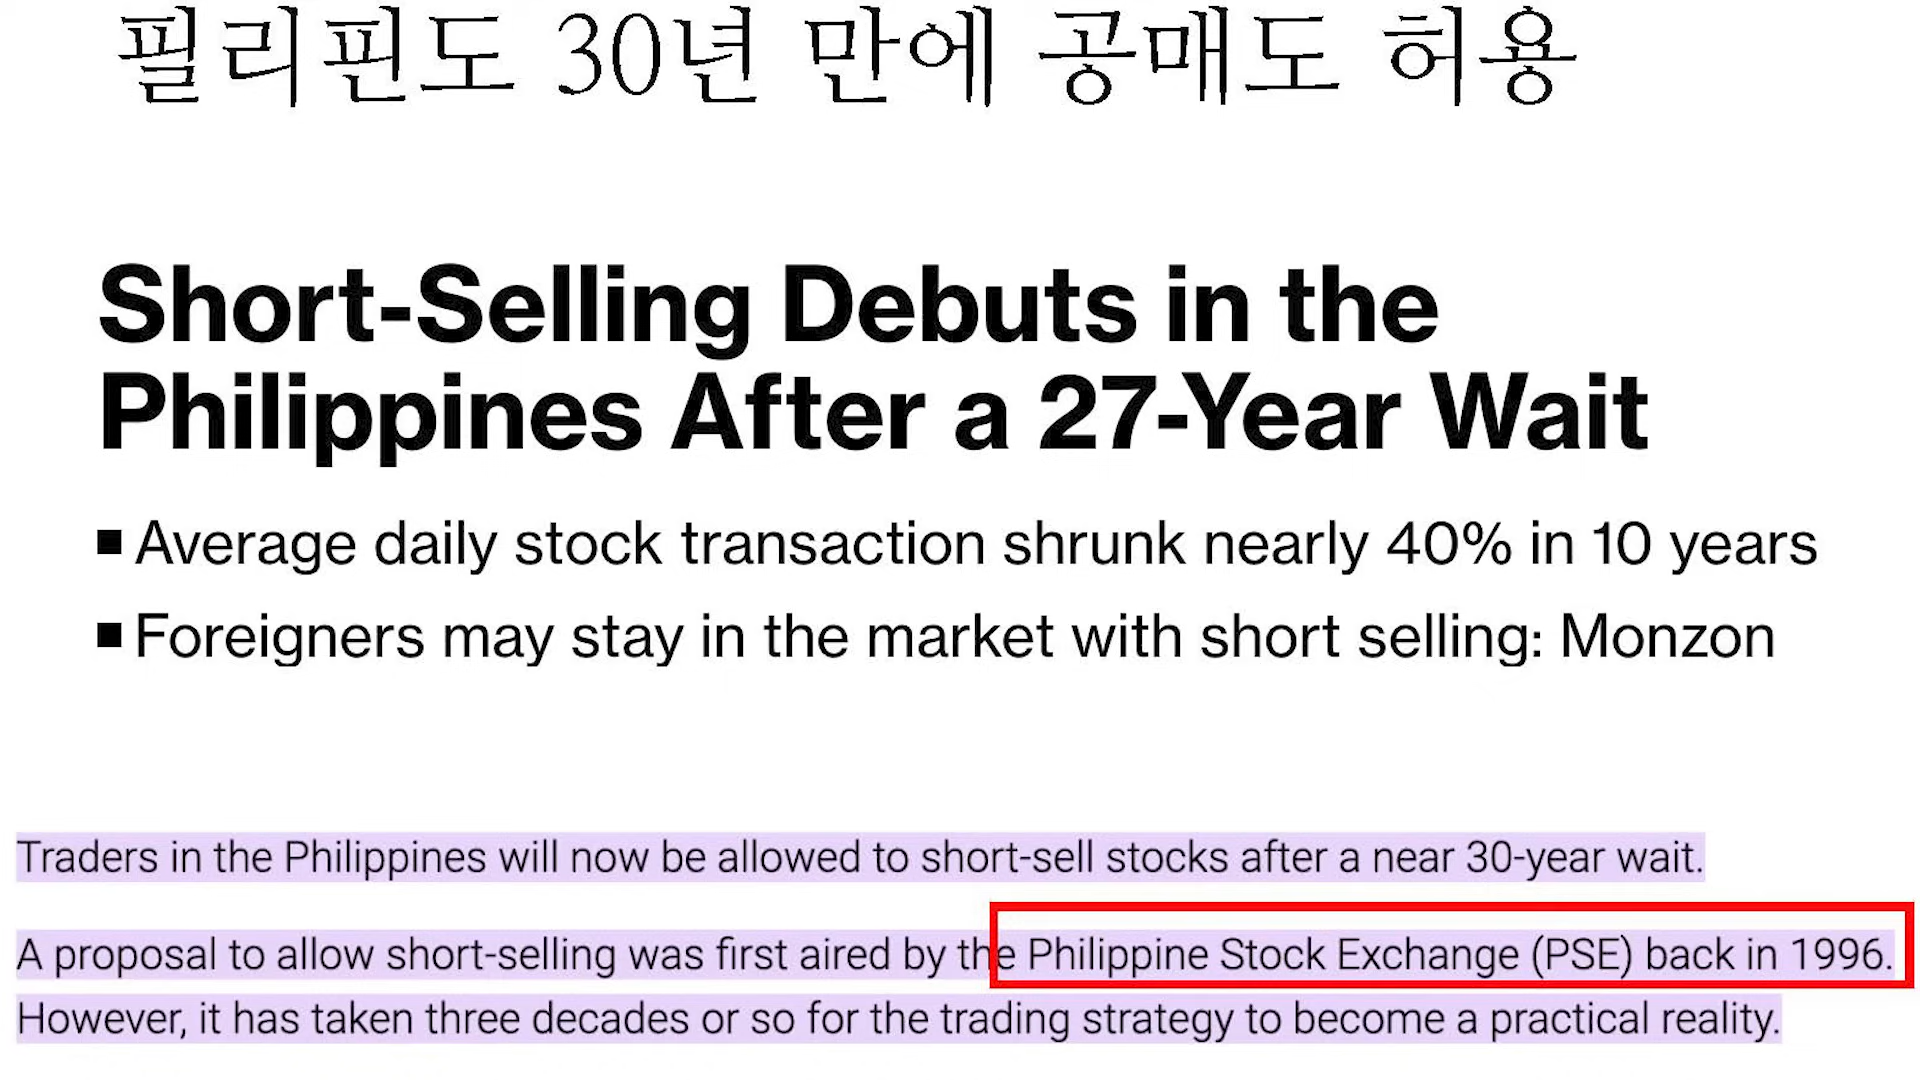 필리핀도 30년 만에 공매도 허용
Short-Selling Debuts in the
Philippines After a 27-Year Wait
■ Average daily stock transaction shrunk nearly 40% in 10 years
■ Foreigners may stay in the market with short selling: Monzon
Traders in the Philippines will now be allowed to short-sell stocks after a near 30-year wait.
A proposal to allow short-selling was first aired by the Philippine Stock Exchange (PSE) back in 1996.
However, it has taken three decades or so for the trading strategy to become a practical reality.